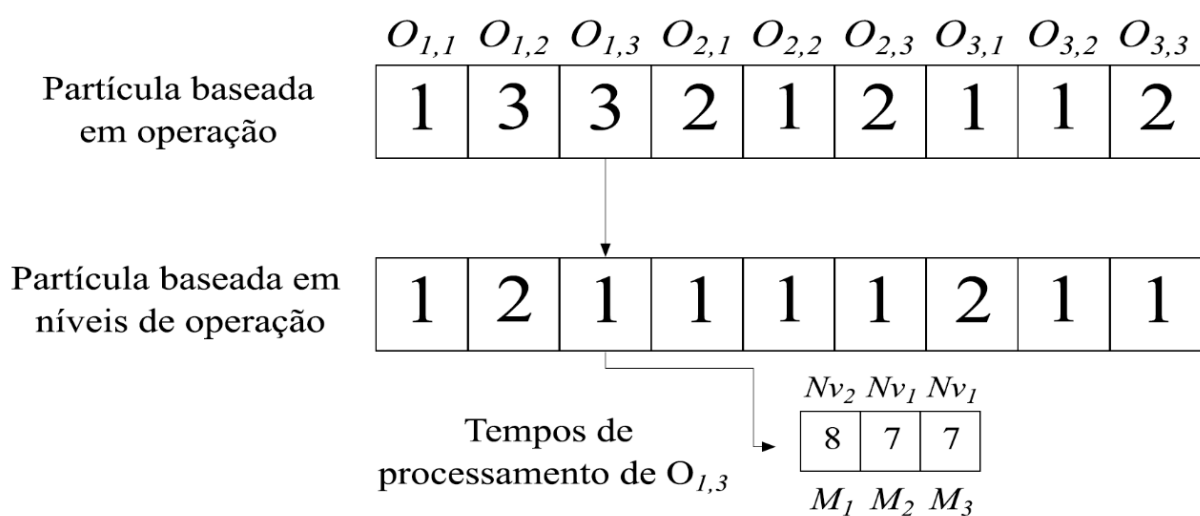 O1,1 O1,2 O1,3 O2,1 O2,2 O2,3 O3,1 O3,2 O3,3
Partícula baseada
em operação
1 3 3 2 1 2 1 1 2
Partícula baseada em
níveis de operação
1 2 1 1 1 1 2 1 1
Nv2 Nv1 Nv1
Tempos de
processamento de O1,3
8 7 7
M1 M2 M3